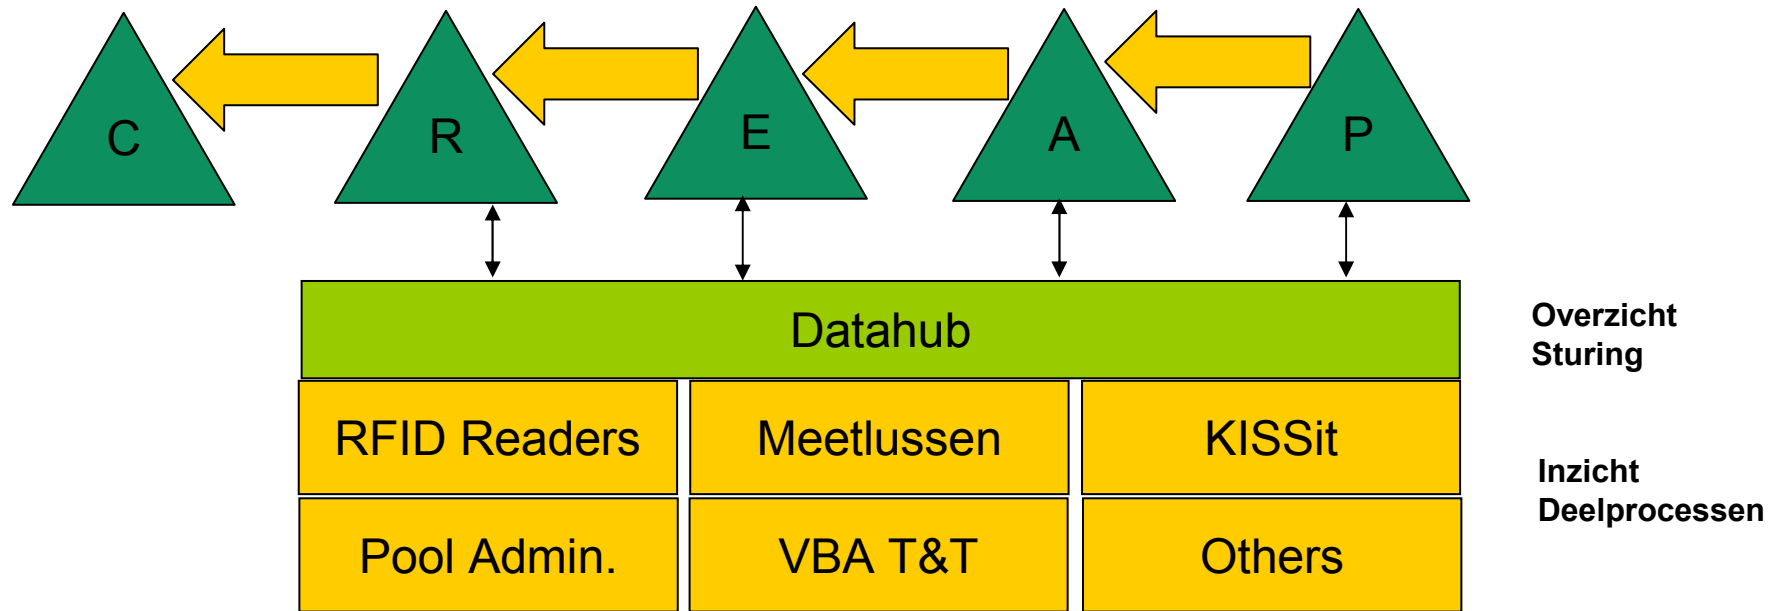 C
R
E
A
P
Datahub
Overzicht
Sturing
RFID Readers
Meetlussen
KISSit
Inzicht
Deelprocessen
Pool Admin.
VBA T&T
Others